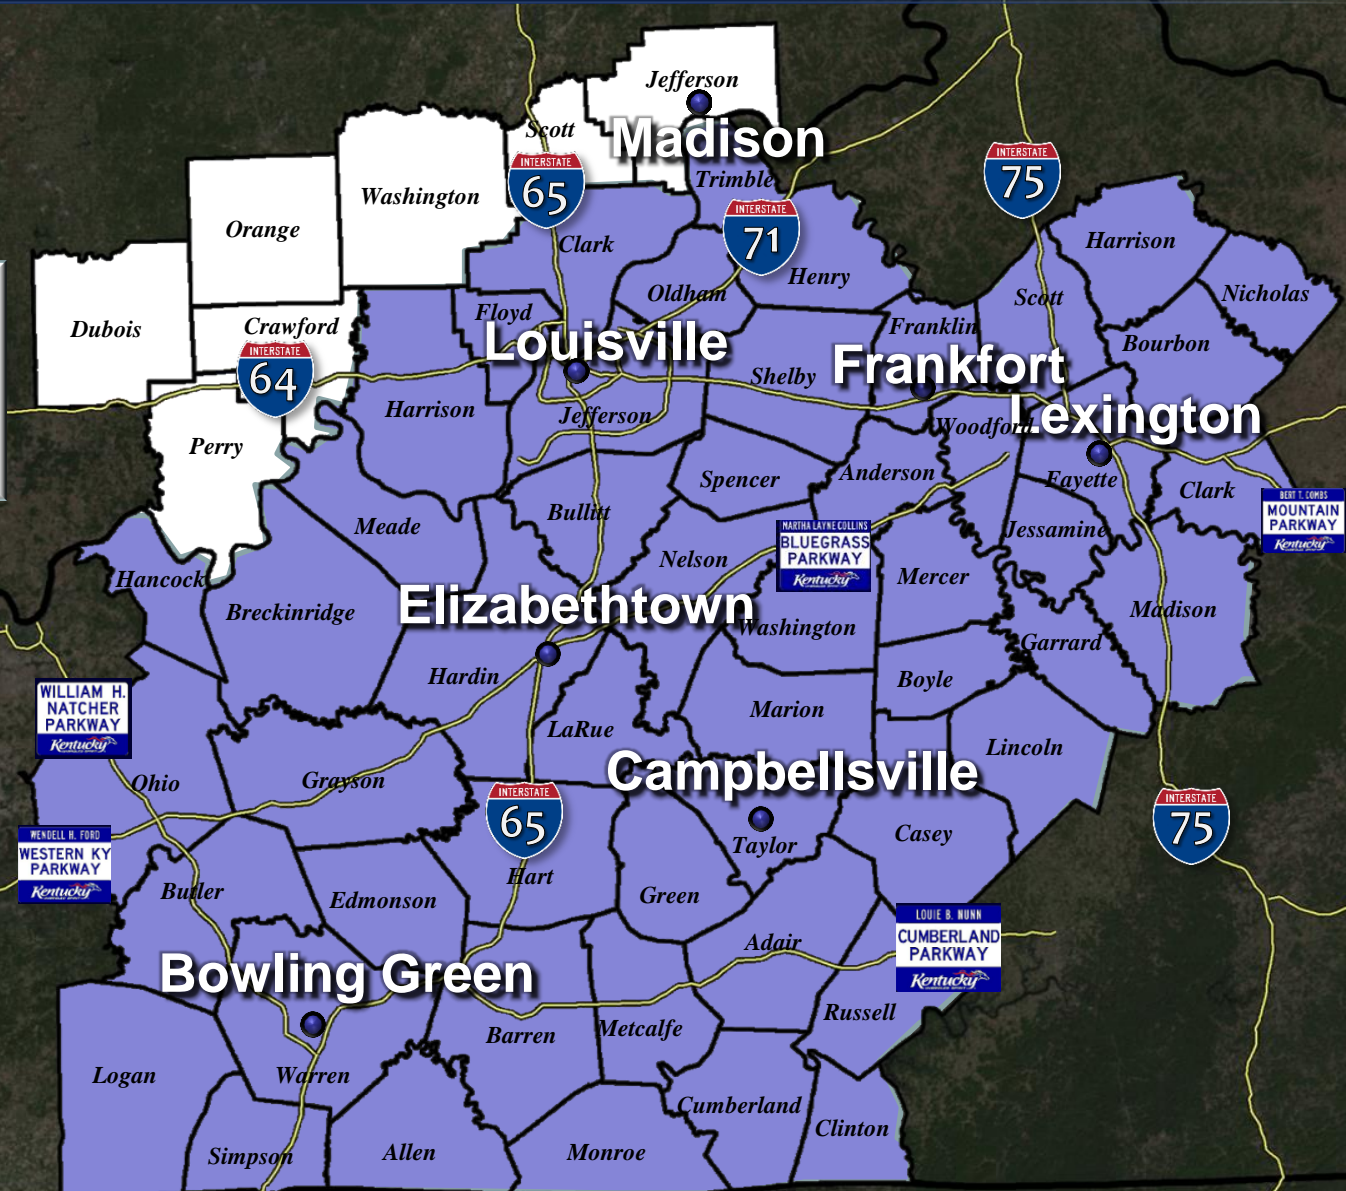 Jefferson
Scott
Madison
INTERSTATE
65
INTERSTATE
75
Trimble
Washington
INTERSTATE
71
Orange
Clark
Harrison
Henry
Oldham
Scott
Nicholas
Floyd
Dubois
Crawford
Franklin
Louisville
Bourbon
INTERSTATE
64
Shelby
Frankfort
Harrison
Jefferson
Lexington
Woodford
Perry
Anderson
Spencer
Fayette
Clark
BERT T. COMBS
MOUNTAIN
PARKWAY
Kentucky
Meade
Bullitt
Jessamine
MARTHA LAYNE COLLINS
BLUEGRASS
PARKWAY
Kentucky
Nelson
Hancock
Mercer
Breckinridge
Elizabethtown
Madison
Washington
Garrard
Hardin
Boyle
WILLIAM H.
NATCHER
PARKWAY
Kentucky
Marion
LaRue
Lincoln
Ohio
Grayson
Campbellsville
INTERSTATE
65
INTERSTATE
75
WENDELL H. FORD
WESTERN KY
PARKWAY
Kentucky
Taylor
Casey
Hart
Butler
Edmonson
Green
LOUIE B. NUNN
CUMBERLAND
PARKWAY
Kentucky
Adair
Bowling Green
Russell
Barren
Metcalfe
Logan
Warren
Cumberland
Clinton
Simpson
Allen
Monroe